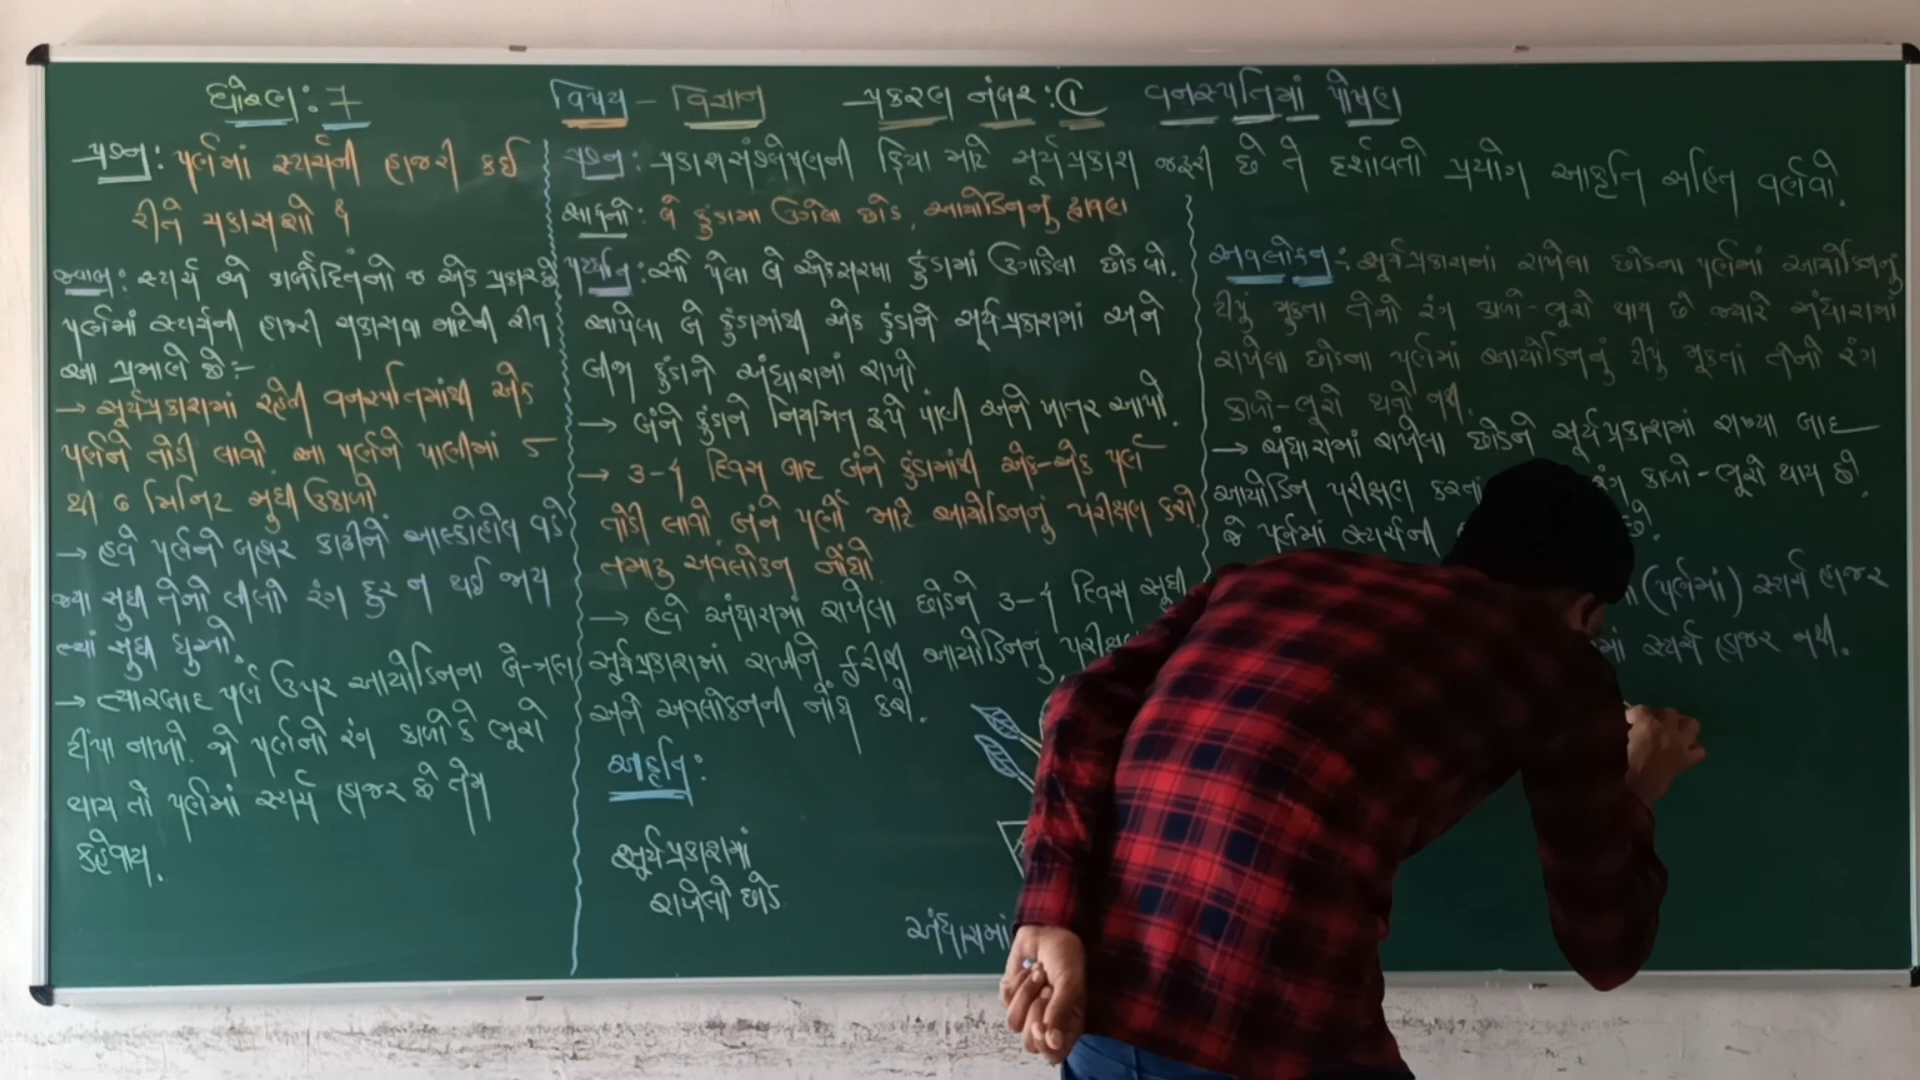 ધોરણ : 7
વિષય - વિજ્ઞાન
પ્રકરણ નંબર : ①
વનસ્પતિમાં પોષણ
પ્રશ્ન : પર્ણમાં સ્ટાર્ચની હાજરી કઈ
રીતે ચકાસશો ?
જવાબ : સ્ટાર્ચ એ કાર્બોદિતનો જ એક પ્રકાર છે
પર્ણમાં સ્ટાર્ચની હાજરી ચકાસવા માટેની રીત
આ પ્રમાણે છે :-
→ સૂર્યપ્રકાશમાં રહેલી વનસ્પતિમાંથી એક
પર્ણને તોડી લાવો. આ પર્ણને પાણીમાં ૫
થી ૭ મિનિટ સુધી ઉકાળો
→ હવે પર્ણને બહાર કાઢીને આલ્કોહોલ વડે
જ્યા સુધી તેનો લીલો રંગ દુર ન થઈ જાય
ત્યાં સુધી ધુઓ.
→ ત્યારબાદ પર્ણ ઉપર આયોડિનના બે-ત્રણ
ટીંપા નાખો. જો પર્ણનો રંગ કાળો કે ભૂરો
થાય તો પર્ણમાં સ્ટાર્ચ હાજર છે તેમ
કહેવાય.
પ્રશ્ન : પ્રકાશસંશ્લેષણની ક્રિયા માટે સૂર્યપ્રકાશ જરૂરી છે તે દર્શાવતો પ્રયોગ આકૃતિ સહિત વર્ણવો.
સાધનો : બે કુંડામા ઉગેલા છોડ, આયોડિનનું દ્રાવણ
પદ્ધતિ : સૌ પેલા બે એકસરખા કુંડામાં ઉગાડેલા છોડ લો.
આપેલા બે કુંડામાંથી એક કુંડાને સૂર્યપ્રકાશમાં અને
બીજા કુંડાને અંધારામાં રાખો
→ બંને કુંડાને નિયમિત રૂપે પાણી અને ખાતર આપો.
→ 3-4 દિવસ બાદ બંને કુંડામાંથી એક-એક પર્ણ
તોડી લાવો બંને પર્ણો માટે આયોડિનનું પરીક્ષણ કરો
તમારૂ અવલોકન નોંધો
→ હવે અંધારામાં રાખેલા છોડને 3-4 દિવસ સૂધી
સૂર્યપ્રકાશમાં રાખીને ફરીથી આયોડિનનું
અને અવલોકનની નોંધ કરો.
આકૃતિ :
સૂર્યપ્રકાશમાં
રાખેલો છોડ
અંધારામાં
અવલોકન : સૂર્યપ્રકાશમાં રાખેલા છોડના પર્ણમાં આયોડિનનું
ટીપું મુકતા તેનો રંગ કાળો-ભૂરો થાય છે જ્યારે અંધારામાં
રાખેલા છોડના પર્ણમાં આયોડિનનું ટીપું મૂકતાં તેનો રંગ
કાળો-ભૂરો થતો નથી.
→ અંધારામાં રાખેલા છોડને સૂર્યપ્રકાશમાં રાખ્યા બાદ
આયોડિન પરીક્ષણ કરતાં રંગ કાળો-ભૂરો થાય છે.
જે પર્ણમાં સ્ટાર્ચની છે.
(પર્ણમાં) સ્ટાર્ચ હાજર
માં સ્ટાર્ચ હાજર નથી.